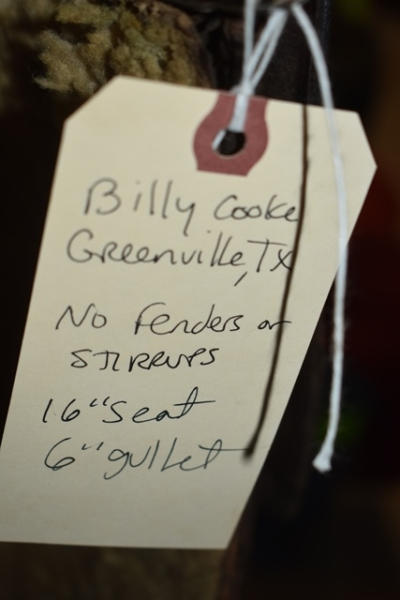 Billy Cooke
Greenville, Tx
No Fenders or
STIRRUPS
16" Seat
6" gullet